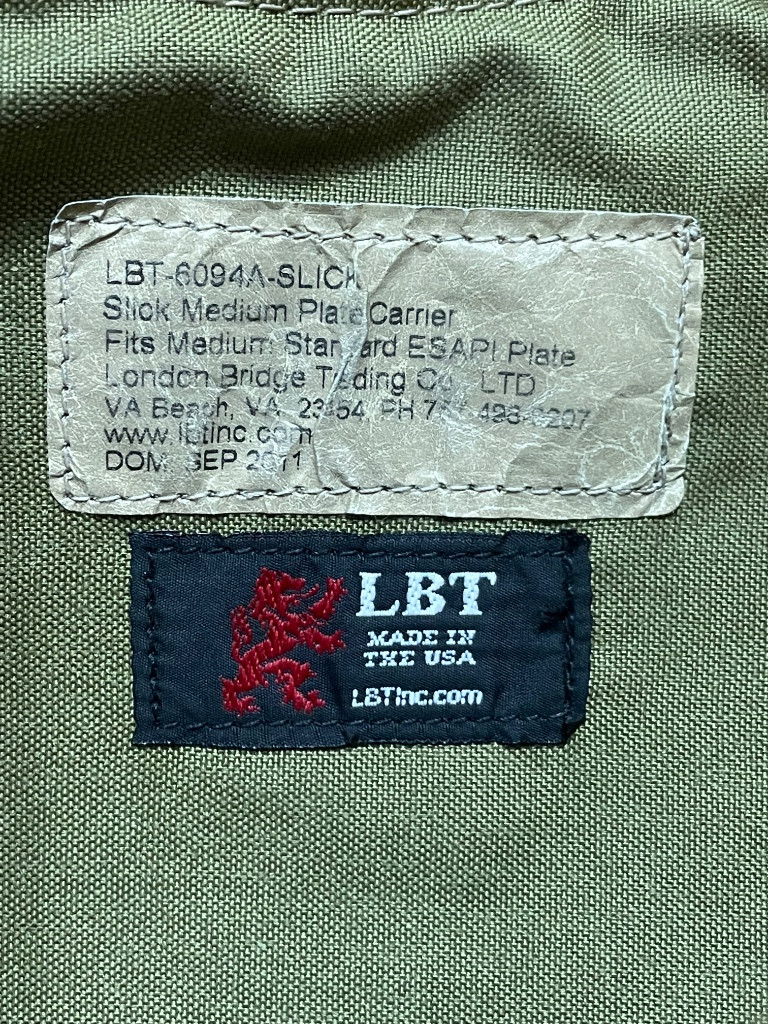 LBT-6094A-SLICK
Slick Medium Plate Carrier
Fits Medium Standard ESAPI Plate
London Bridge Trading Co. LTD
VA Beach, VA PH
www.lbtinc.com
DOM: SEP 2011
LBT
MADE IN
THE USA
LBTInc.com